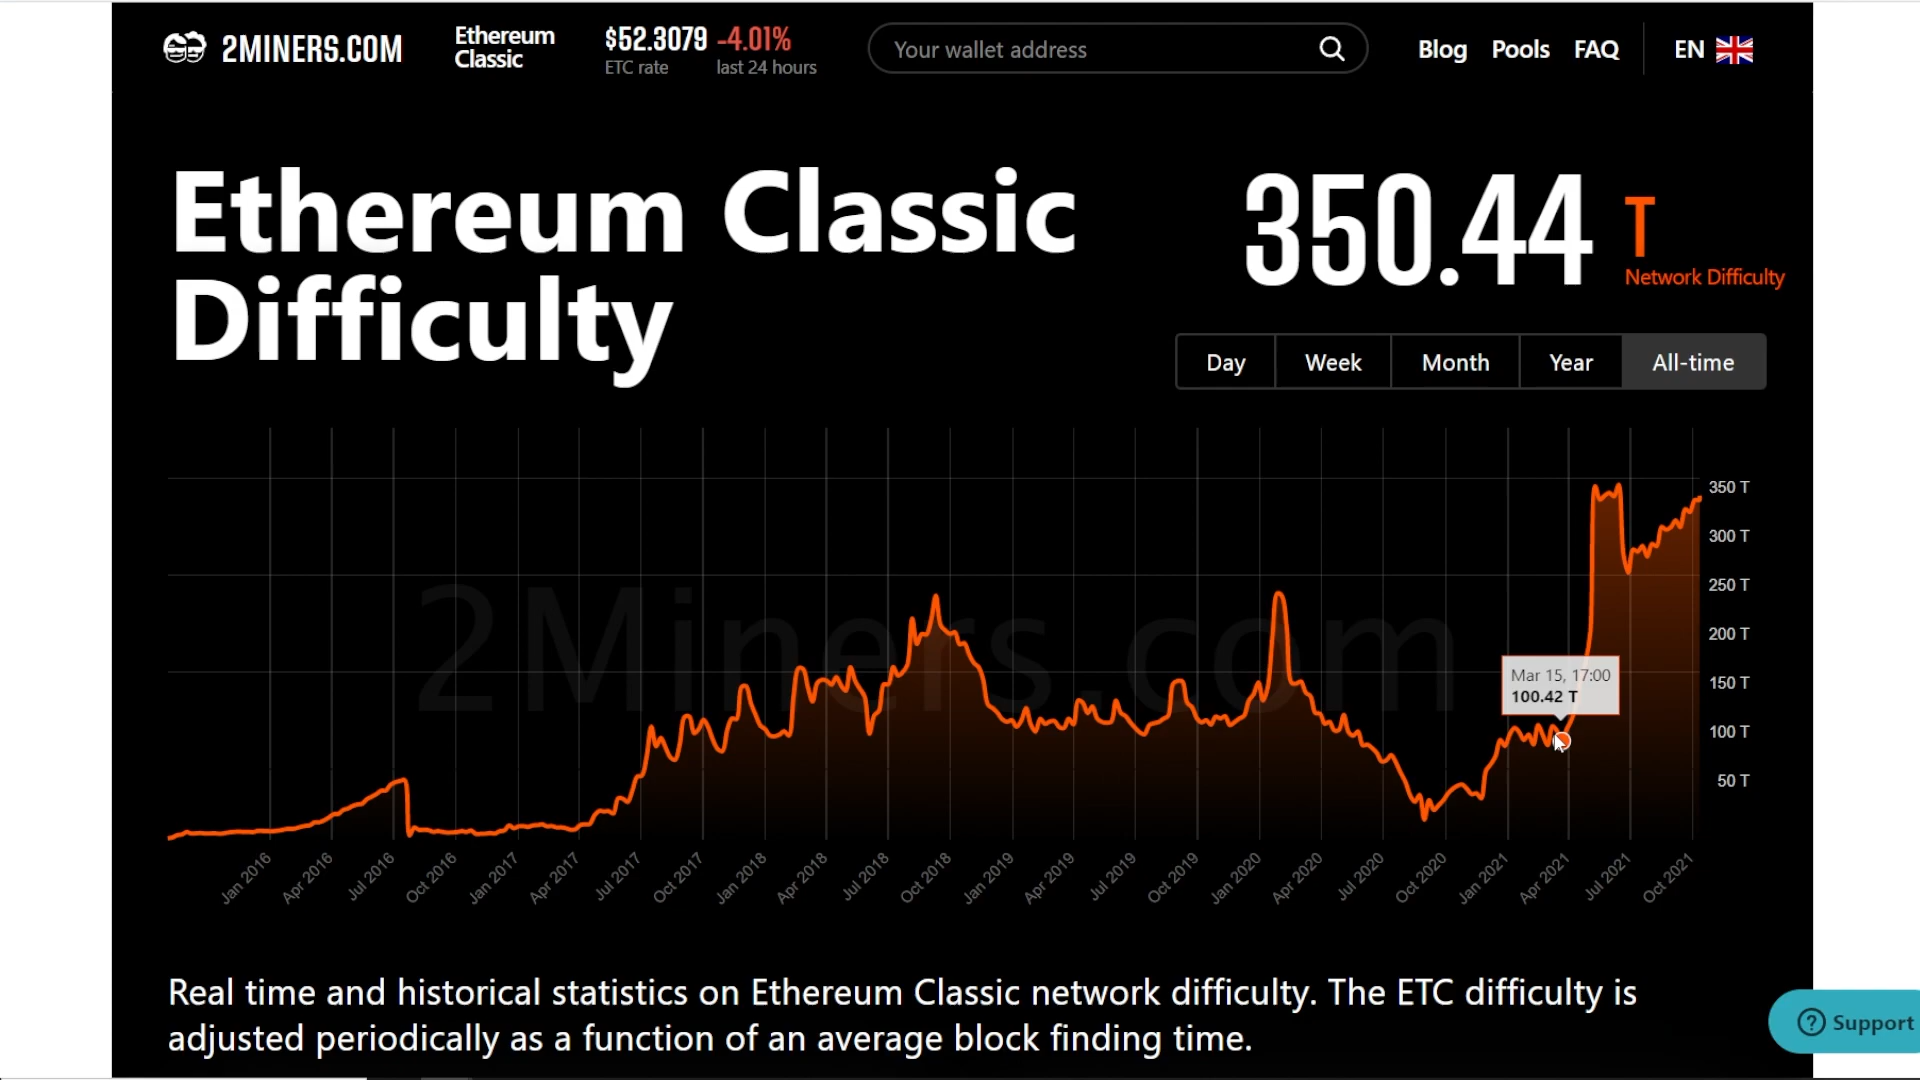 2MINERS.COM
Ethereum
Classic
$52.3079 -4.01%
ETC rate last 24 hours
Your wallet address
Blog Pools FAQ
EN
Ethereum Classic
Difficulty
350.44 T
Network Difficulty
Day Week Month Year All-time
2Miners.com
350 T
300 T
250 T
200 T
150 T
100 T
50 T
Mar 15, 17:00
100.42 T
Jan 2016 Apr 2016 Jul 2016 Oct 2016 Jan 2017 Apr 2017 Jul 2017 Oct 2017 Jan 2018 Apr 2018 Jul 2018 Oct 2018 Jan 2019 Apr 2019 Jul 2019 Oct 2019 Jan 2020 Apr 2020 Jul 2020 Oct 2020 Jan 2021 Apr 2021 Jul 2021 Oct 2021
Real time and historical statistics on Ethereum Classic network difficulty. The ETC difficulty is
adjusted periodically as a function of an average block finding time.
? Support